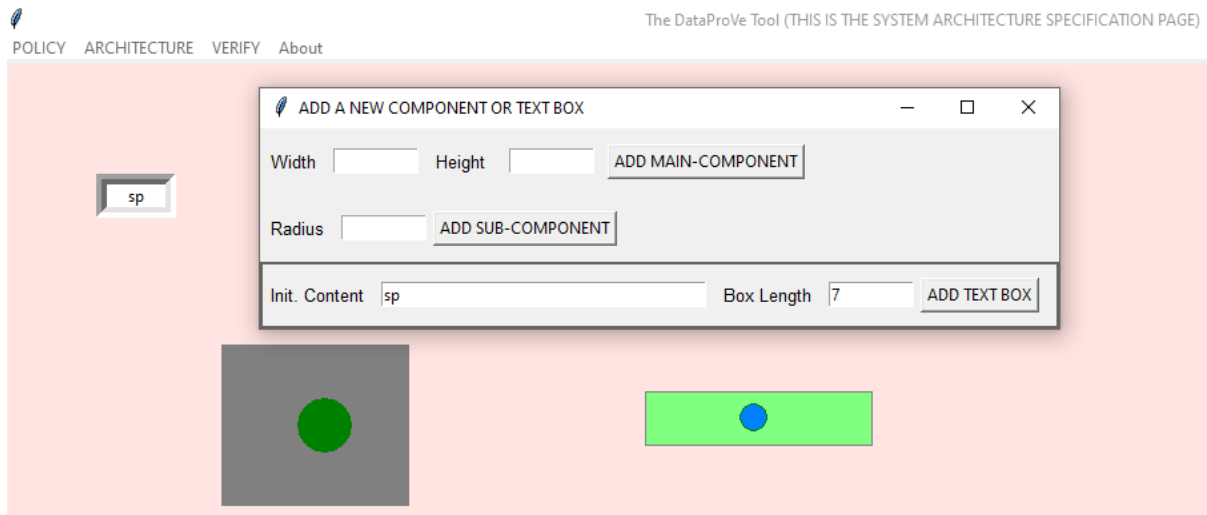 The DataProVe Tool (THIS IS THE SYSTEM ARCHITECTURE SPECIFICATION PAGE)
POLICY ARCHITECTURE VERIFY About
ADD A NEW COMPONENT OR TEXT BOX
Width Height ADD MAIN-COMPONENT
sp
Radius ADD SUB-COMPONENT
Init. Content sp Box Length 7 ADD TEXT BOX